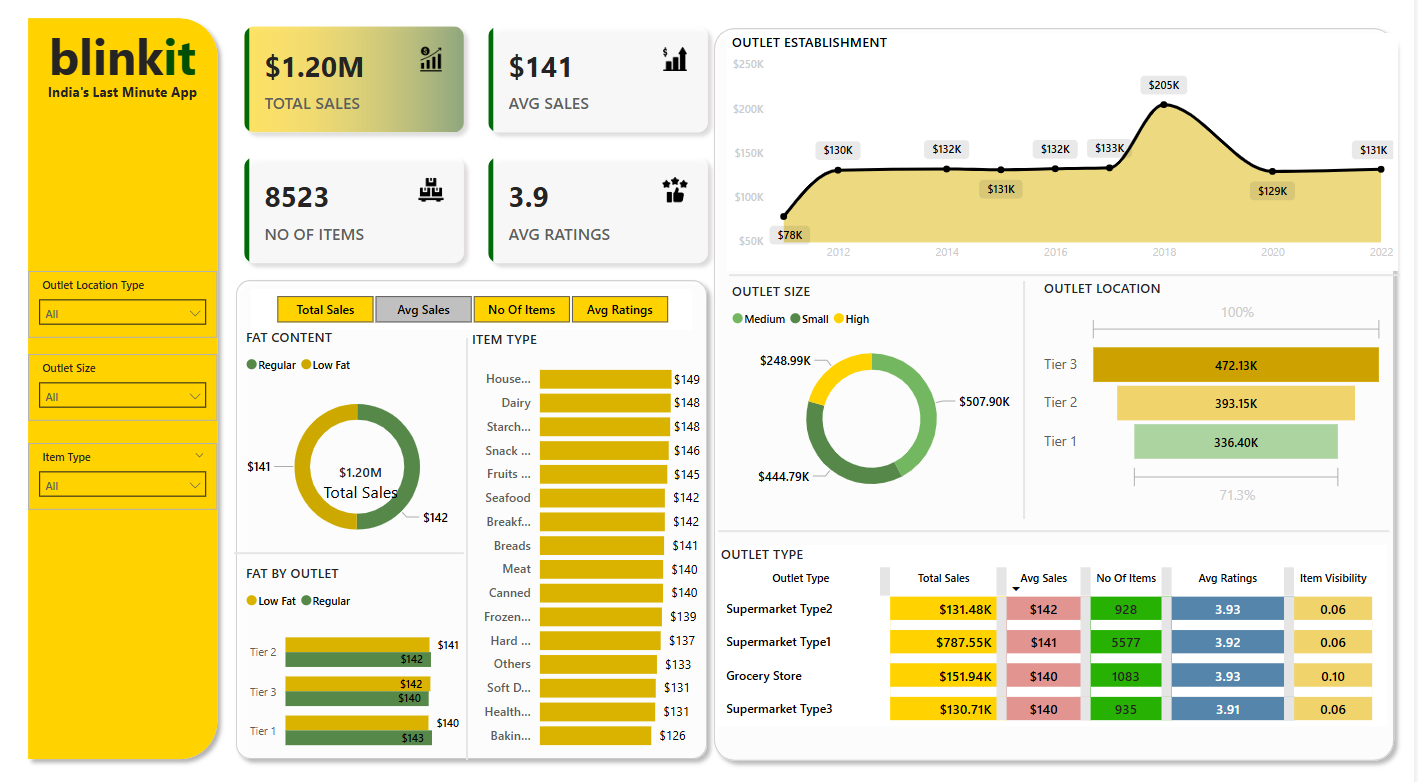 blinkit
India's Last Minute App
Outlet Location Type
All
Outlet Size
All
Item Type
All
$1.20M
TOTAL SALES
$141
AVG SALES
8523
NO OF ITEMS
3.9
AVG RATINGS
Total Sales Avg Sales No Of Items Avg Ratings
FAT CONTENT
Regular Low Fat
$141
$1.20M
Total Sales
$142
FAT BY OUTLET
Low Fat Regular
Tier 2 $141
$142
Tier 3 $142
$140
Tier 1 $140
$143
ITEM TYPE
House... $149
Dairy $148
Starch... $148
Snack ... $146
Fruits ... $145
Seafood $142
Breakf... $142
Breads $141
Meat $140
Canned $140
Frozen... $139
Hard ... $137
Others $133
Soft D... $131
Health... $131
Bakin... $126
OUTLET ESTABLISHMENT
$250K
$200K
$150K
$100K
$50K
$78K
$130K
$132K
$131K
$132K
$133K
$205K
$129K
$131K
2012 2014 2016 2018 2020 2022
OUTLET SIZE
Medium Small High
$248.99K
$507.90K
$444.79K
OUTLET LOCATION
100%
Tier 3 472.13K
Tier 2 393.15K
Tier 1 336.40K
71.3%
OUTLET TYPE
Outlet Type Total Sales Avg Sales No Of Items Avg Ratings Item Visibility
Supermarket Type2 $131.48K $142 928 3.93 0.06
Supermarket Type1 $787.55K $141 5577 3.92 0.06
Grocery Store $151.94K $140 1083 3.93 0.10
Supermarket Type3 $130.71K $140 935 3.91 0.06